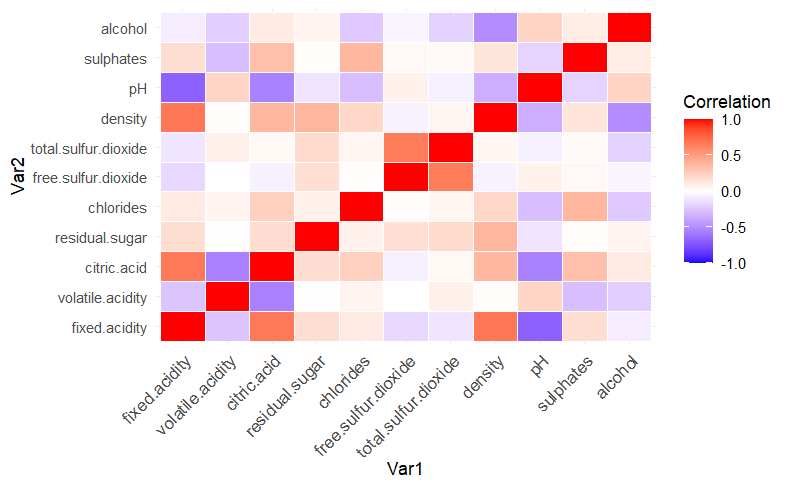 alcohol
sulphates
pH
density
total.sulfur.dioxide
free.sulfur.dioxide
chlorides
residual.sugar
citric.acid
volatile.acidity
fixed.acidity
Var2
fixed.acidity
volatile.acidity
citric.acid
residual.sugar
chlorides
free.sulfur.dioxide
total.sulfur.dioxide
density
pH
sulphates
alcohol
Var1
Correlation
1.0
0.5
0.0
-0.5
-1.0